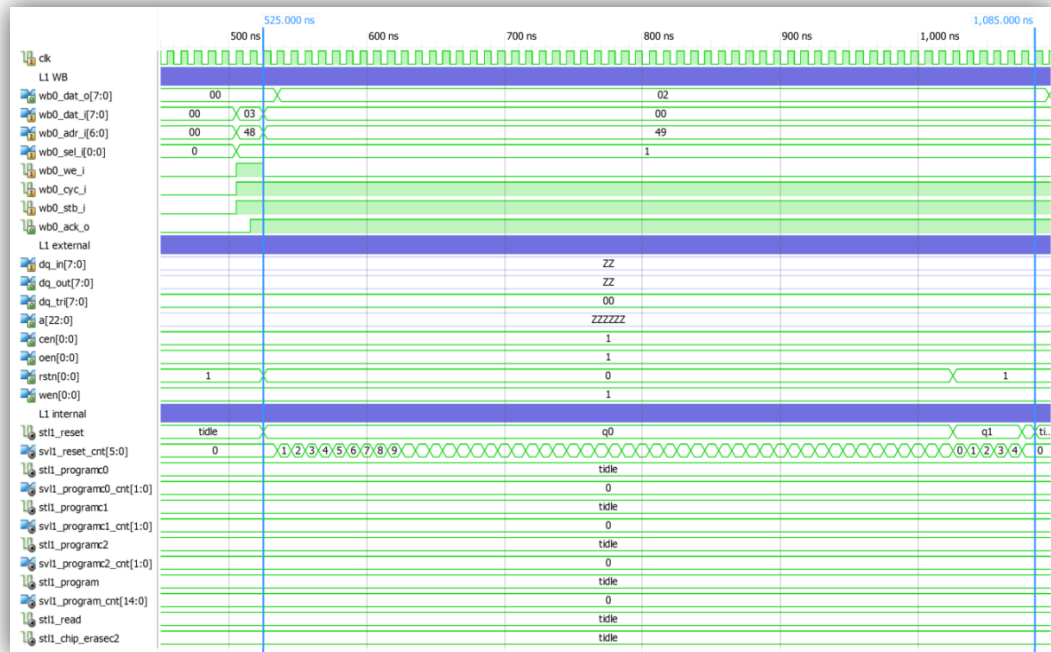 525.000 ns 1,085.000 ns
500 ns 600 ns 700 ns 800 ns 900 ns 1,000 ns
clk
L1 WB
wb0_dat_o[7:0] 00 02
wb0_dat_i[7:0] 00 03 00
wb0_adr_i[6:0] 00 48 49
wb0_sel_i[0:0] 0 1
wb0_we_i
wb0_cyc_i
wb0_stb_i
wb0_ack_o
L1 external
dq_in[7:0] ZZ
dq_out[7:0] ZZ
dq_tri[7:0] 00
a[22:0] ZZZZZZ
cen[0:0] 1
oen[0:0] 1
rstn[0:0] 1 0 1
wen[0:0] 1
L1 internal
stl1_reset tidle q0 q1 ti...
svl1_reset_cnt[5:0] 0 1 2 3 4 5 6 7 8 9 0 1 2 3 4 0
stl1_programc0 tidle
svl1_programc0_cnt[1:0] 0
stl1_programc1 tidle
svl1_programc1_cnt[1:0] 0
stl1_programc2 tidle
svl1_programc2_cnt[1:0] 0
stl1_program tidle
svl1_program_cnt[14:0] 0
stl1_read tidle
stl1_chip_erasec2 tidle